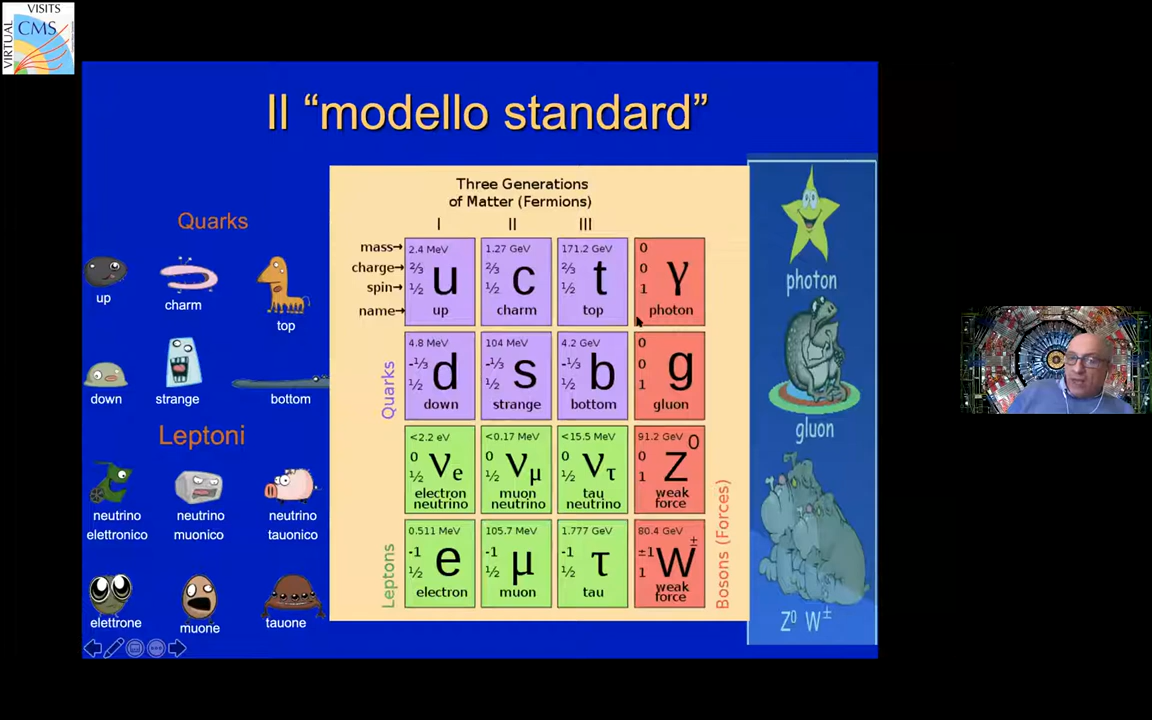 VIRTUAL
VISITS
CMS
Il “modello standard”
Quarks
up
charm
top
down
strange
bottom
Leptoni
neutrino
elettronico
neutrino
muonico
neutrino
tauonico
elettrone
muone
tauone
Three Generations
of Matter (Fermions)
I II III
mass→
charge→
spin→
name→
2.4 MeV
⅔
½
u
up
1.27 GeV
⅔
½
c
charm
171.2 GeV
⅔
½
t
top
0
0
1
γ
photon
Quarks
4.8 MeV
-⅓
½
d
down
104 MeV
-⅓
½
s
strange
4.2 GeV
-⅓
½
b
bottom
0
0
1
g
gluon
<2.2 eV
0
½
νe
electron
neutrino
<0.17 MeV
0
½
νμ
muon
neutrino
<15.5 MeV
0
½
ντ
tau
neutrino
91.2 GeV
0
1
Z0
weak
force
Leptons
0.511 MeV
-1
½
e
electron
105.7 MeV
-1
½
μ
muon
1.777 GeV
-1
½
τ
tau
80.4 GeV
±1
1
W±
weak
force
Bosons (Forces)
photon
gluon
Z⁰ W±